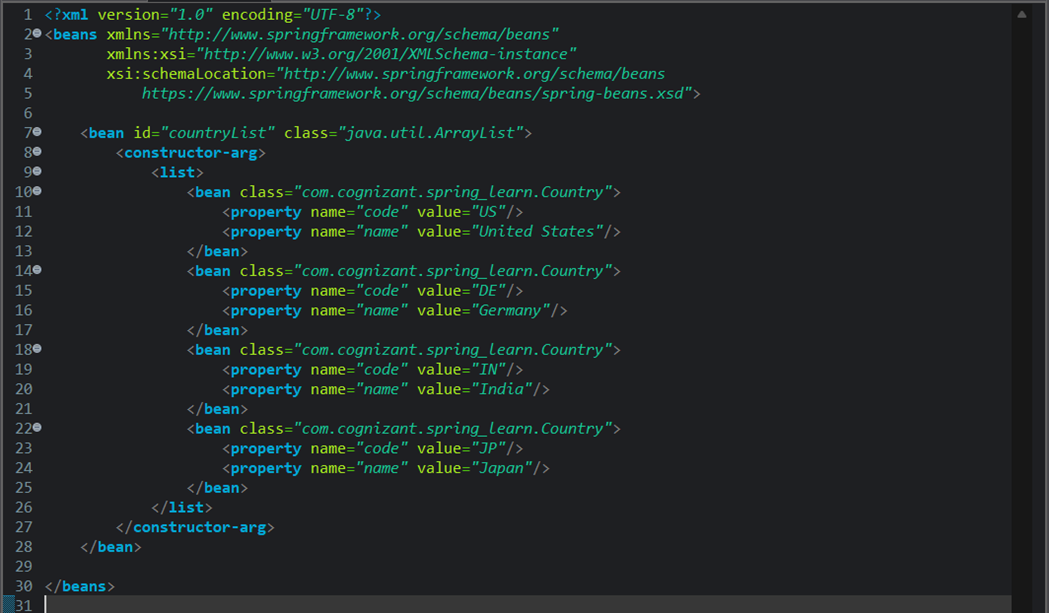 1 <?xml version="1.0" encoding="UTF-8"?>
2 <beans xmlns="http://www.springframework.org/schema/beans"
3        xmlns:xsi="http://www.w3.org/2001/XMLSchema-instance"
4        xsi:schemaLocation="http://www.springframework.org/schema/beans
5            https://www.springframework.org/schema/beans/spring-beans.xsd">
6
7     <bean id="countryList" class="java.util.ArrayList">
8         <constructor-arg>
9             <list>
10                 <bean class="com.cognizant.spring_learn.Country">
11                     <property name="code" value="US"/>
12                     <property name="name" value="United States"/>
13                 </bean>
14                 <bean class="com.cognizant.spring_learn.Country">
15                     <property name="code" value="DE"/>
16                     <property name="name" value="Germany"/>
17                 </bean>
18                 <bean class="com.cognizant.spring_learn.Country">
19                     <property name="code" value="IN"/>
20                     <property name="name" value="India"/>
21                 </bean>
22                 <bean class="com.cognizant.spring_learn.Country">
23                     <property name="code" value="JP"/>
24                     <property name="name" value="Japan"/>
25                 </bean>
26             </list>
27         </constructor-arg>
28     </bean>
29
30 </beans>
31